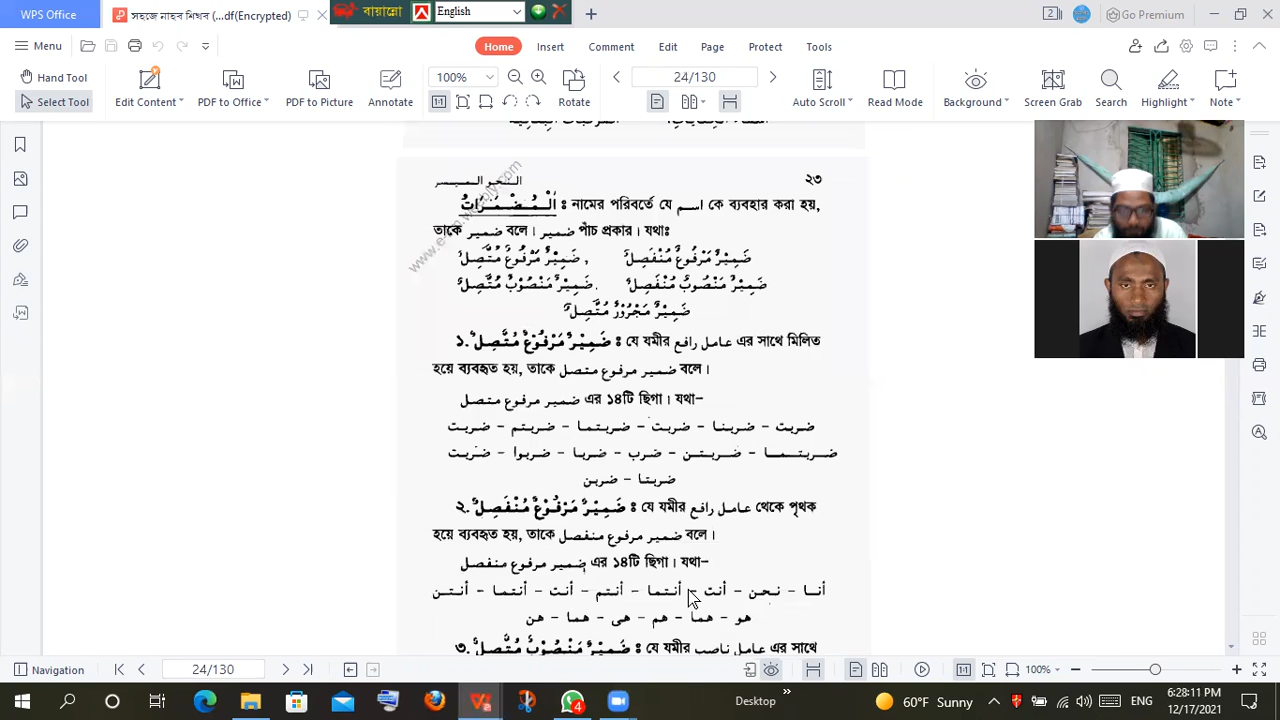 WPS Office
সহজে নাহব শিখব (...df(Encrypted)
বায়ান্নো
English
2
Go Premium
Menu
Home
Insert
Comment
Edit
Page
Protect
Tools
Hand Tool
Select Tool
Edit Content
PDF to Office
PDF to Picture
Annotate
100%
Rotate
24/130
Auto Scroll
Read Mode
Background
Screen Grab
Search
Highlight
Note
النحو الميسر ২৩
اَلْمُضْمَرَاتُ ঃ নামের পরিবর্তে যে اسم কে ব্যবহার করা হয়,
তাকে ضمير বলে। ضمير পাঁচ প্রকার। যথাঃ
ضَمِيْرٌ مَرْفُوعٌ مُنْفَصِلٌ , ضَمِيْرٌ مَرْفُوعٌ مُتَّصِلٌ
ضَمِيْرٌ مَنْصُوبٌ مُنْفَصِلٌ , ضَمِيْرٌ مَنْصُوْبٌ مُتَّصِلٌ
ضَمِيْرٌ مَجْرُوْرٌ مُتَّصِلٌ
১. ضَمِيْرٌ مَرْفُوْعٌ مُتَّصِلٌ ঃ যে যমীর عامل رافع এর সাথে মিলিত
হয়ে ব্যবহৃত হয়, তাকে ضمير مرفوع متصل বলে।
ضمير مرفوع متصل এর ১৪টি ছিগা। যথা-
ضربت - ضربنا - ضربت - ضربتما - ضربتم - ضربت
ضربتما - ضربتن - ضرب - ضربا - ضربوا - ضربت
ضربتا - ضربن
২. ضَمِيْرٌ مَرْفُوْعٌ مُنْفَصِلٌ ঃ যে যমীর عامل رافع থেকে পৃথক
হয়ে ব্যবহৃত হয়, তাকে ضمير مرفوع منفصل বলে।
ضمير مرفوع منفصل এর ১৪টি ছিগা। যথা-
أنا - نحن - أنت - أنتما - أنتم - أنت - أنتما - أنتن
هو - هما - هم - هى - هما - هن
৩. ضَمِيْرٌ مَنْصُوْبٌ مُتَّصِلٌ ঃ যে যমীর عامل ناصب এর সাথে
Navigation
24/130
100%
4
Desktop
60°F Sunny
ENG
6:28:11 PM
12/17/2021